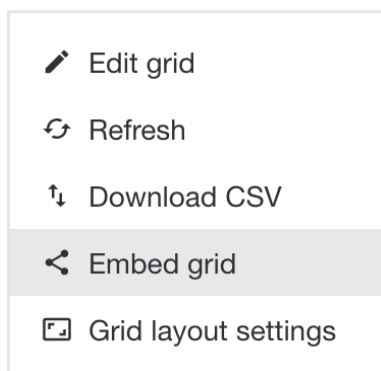 Edit grid
Refresh
Download CSV
Embed grid
Grid layout settings